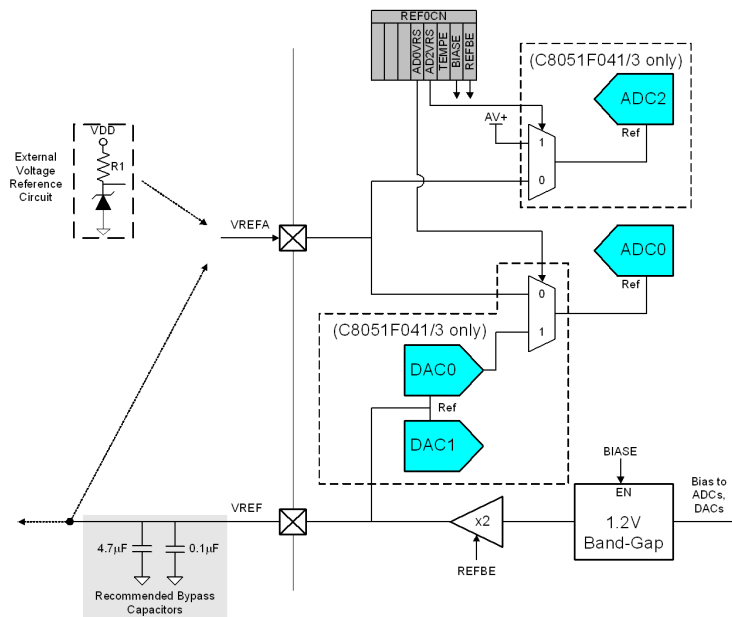 REF0CN
AD0VRS
AD2VRS
TEMPE
BIASE
REFBE
(C8051F041/3 only)
ADC2
Ref
AV+
1
0
VDD
R1
External
Voltage
Reference
Circuit
VREFA
ADC0
Ref
0
1
(C8051F041/3 only)
DAC0
Ref
DAC1
BIASE
EN
1.2V
Band-Gap
Bias to
ADCs,
DACs
x2
REFBE
VREF
4.7µF
0.1µF
Recommended Bypass
Capacitors